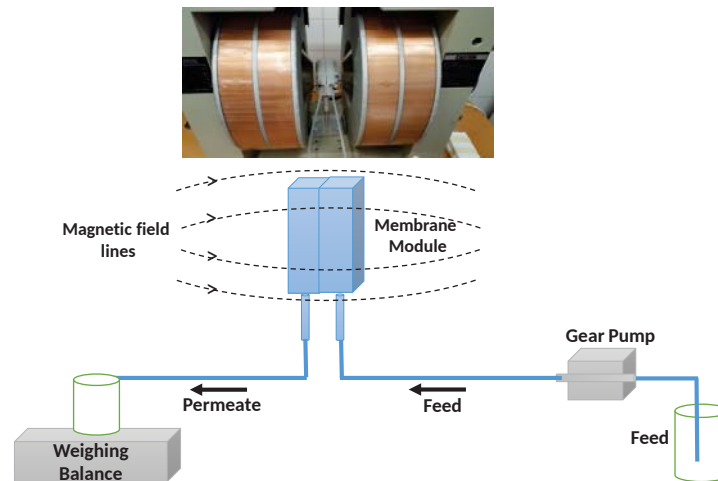 Magnetic field
lines
Membrane
Module
Gear Pump
Permeate
Feed
Feed
Weighing
Balance